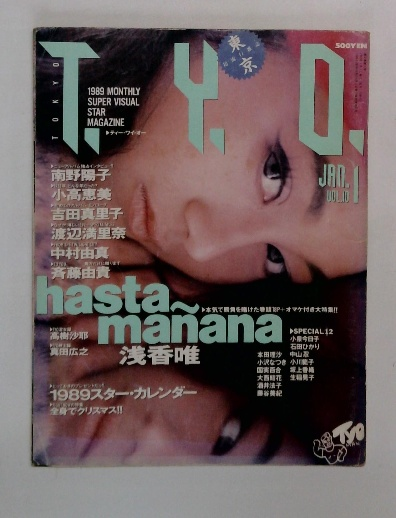 500YEN
TOKYO
東京
T.Y.O.
1989 MONTHLY
SUPER VISUAL
STAR
MAGAZINE
▶ティー・ワイ・オー
JAN. 1
VOL.
南野陽子
小高恵美
吉田真里子
渡辺満里奈
中村由真
斉藤由貴
hasta
mañana
浅香唯
高樹沙耶
真田広之
▶SPECIAL 12
小泉今日子
石田ひかり
本田理沙 中山忍
小沢なつき 小川範子
国実百合 坂上香織
大西結花 生稲晃子
酒井法子
藤谷美紀
1989スター・カレンダー
全身でクリスマス!!
Tyo